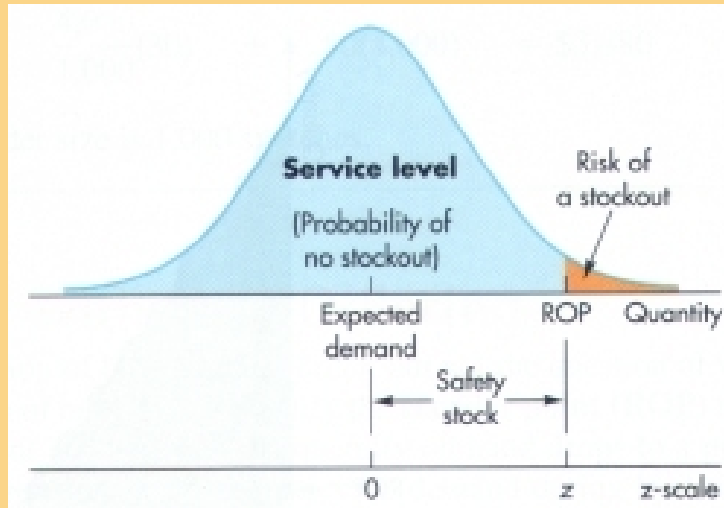 Service level
(Probability of
no stockout)
Risk of
a stockout
Expected
demand
ROP
Quantity
Safety
stock
0
z
z-scale